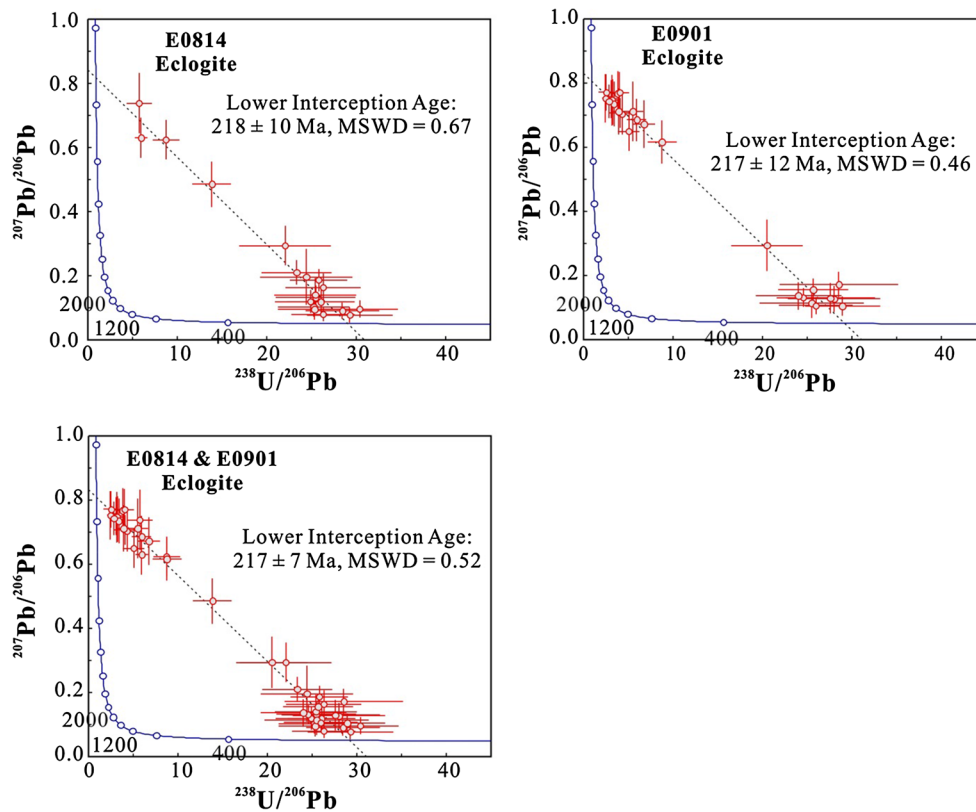 E0814
Eclogite
Lower Interception Age:
218 ± 10 Ma, MSWD = 0.67
1.0
0.8
0.6
0.4
0.2
0.0
²⁰⁷Pb/²⁰⁶Pb
2000
1200
400
0 10 20 30 40
²³⁸U/²⁰⁶Pb
E0901
Eclogite
Lower Interception Age:
217 ± 12 Ma, MSWD = 0.46
1.0
0.8
0.6
0.4
0.2
0.0
²⁰⁷Pb/²⁰⁶Pb
2000
1200
400
0 10 20 30 40
²³⁸U/²⁰⁶Pb
E0814 & E0901
Eclogite
Lower Interception Age:
217 ± 7 Ma, MSWD = 0.52
1.0
0.8
0.6
0.4
0.2
0.0
²⁰⁷Pb/²⁰⁶Pb
2000
1200
400
0 10 20 30 40
²³⁸U/²⁰⁶Pb